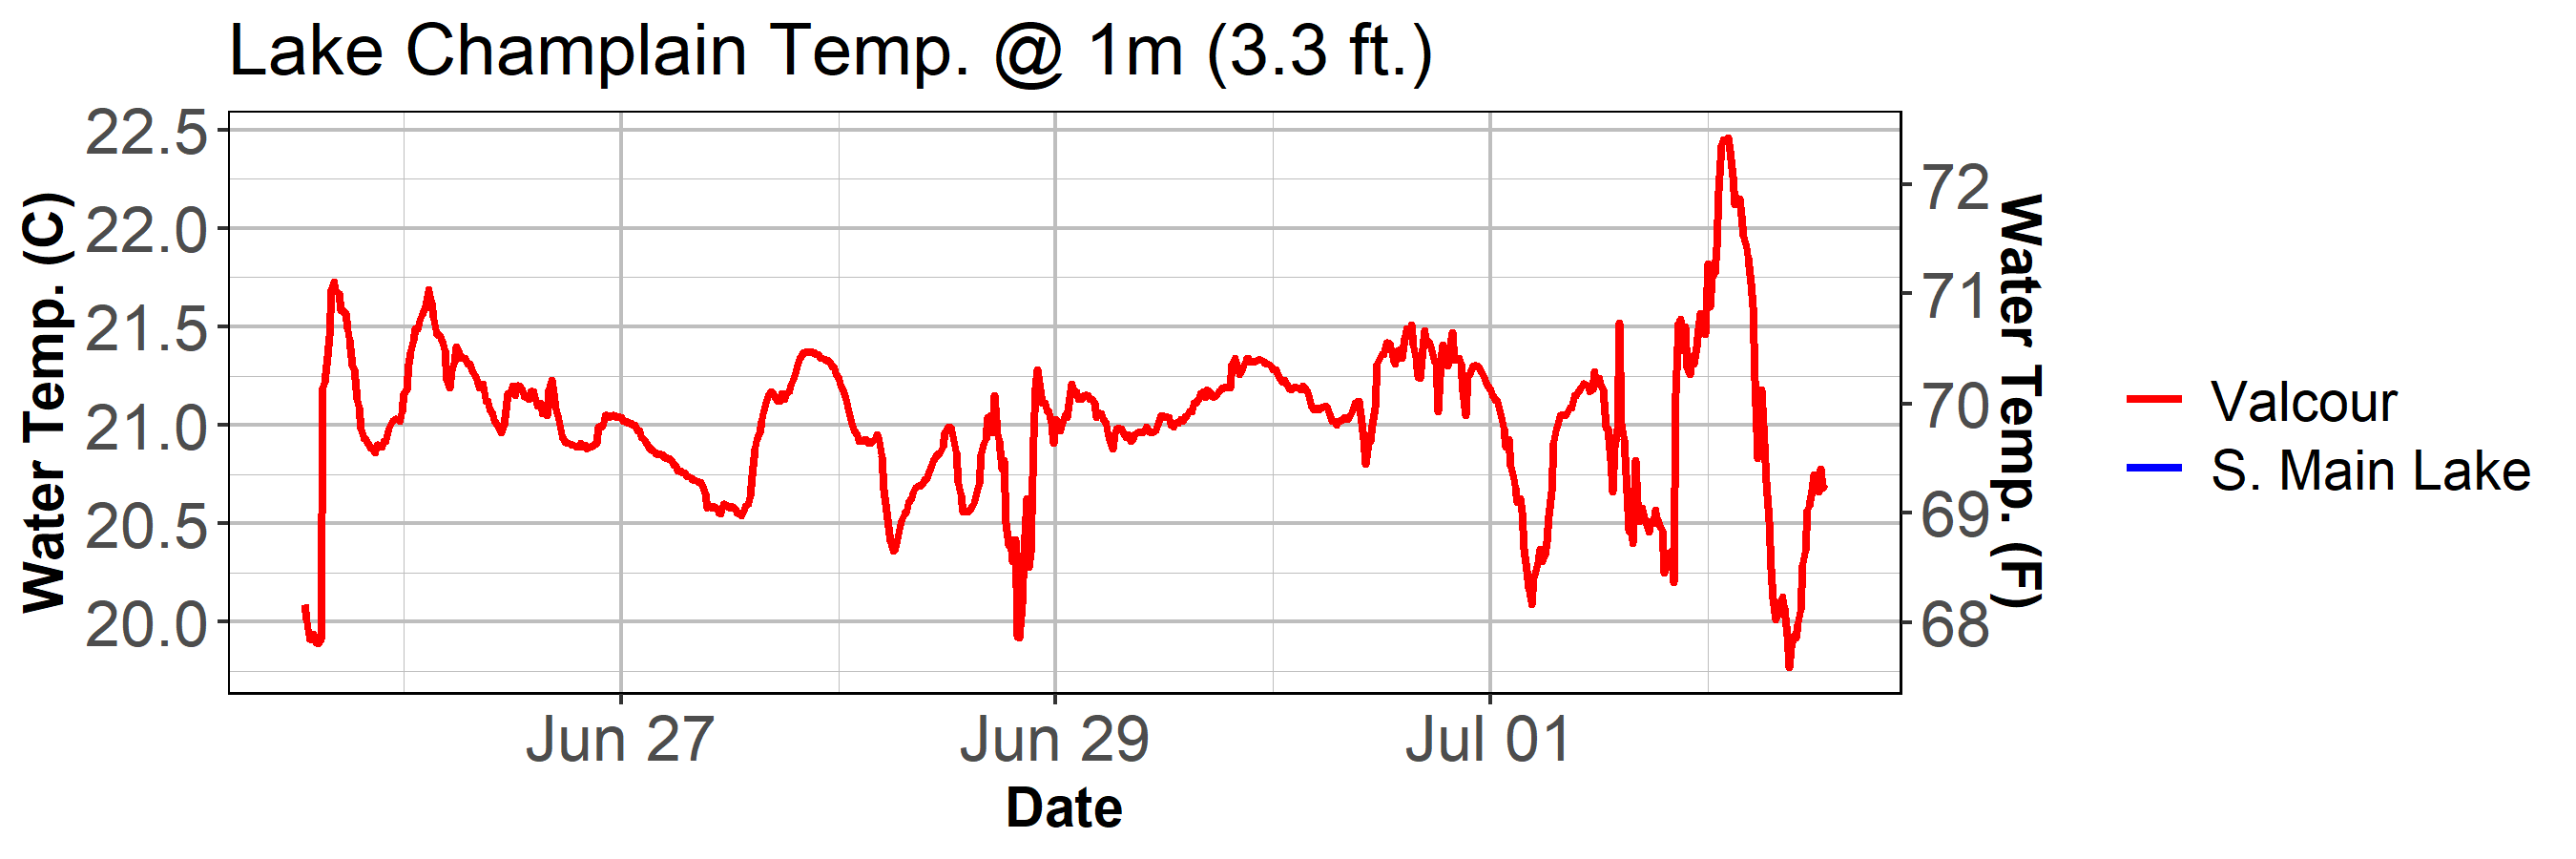 Lake Champlain Temp. @ 1m (3.3 ft.)
Water Temp. (C)
22.5
22.0
21.5
21.0
20.5
20.0
72
71
70
69
68
Water Temp. (F)
Jun 27
Jun 29
Jul 01
Date
Valcour
S. Main Lake